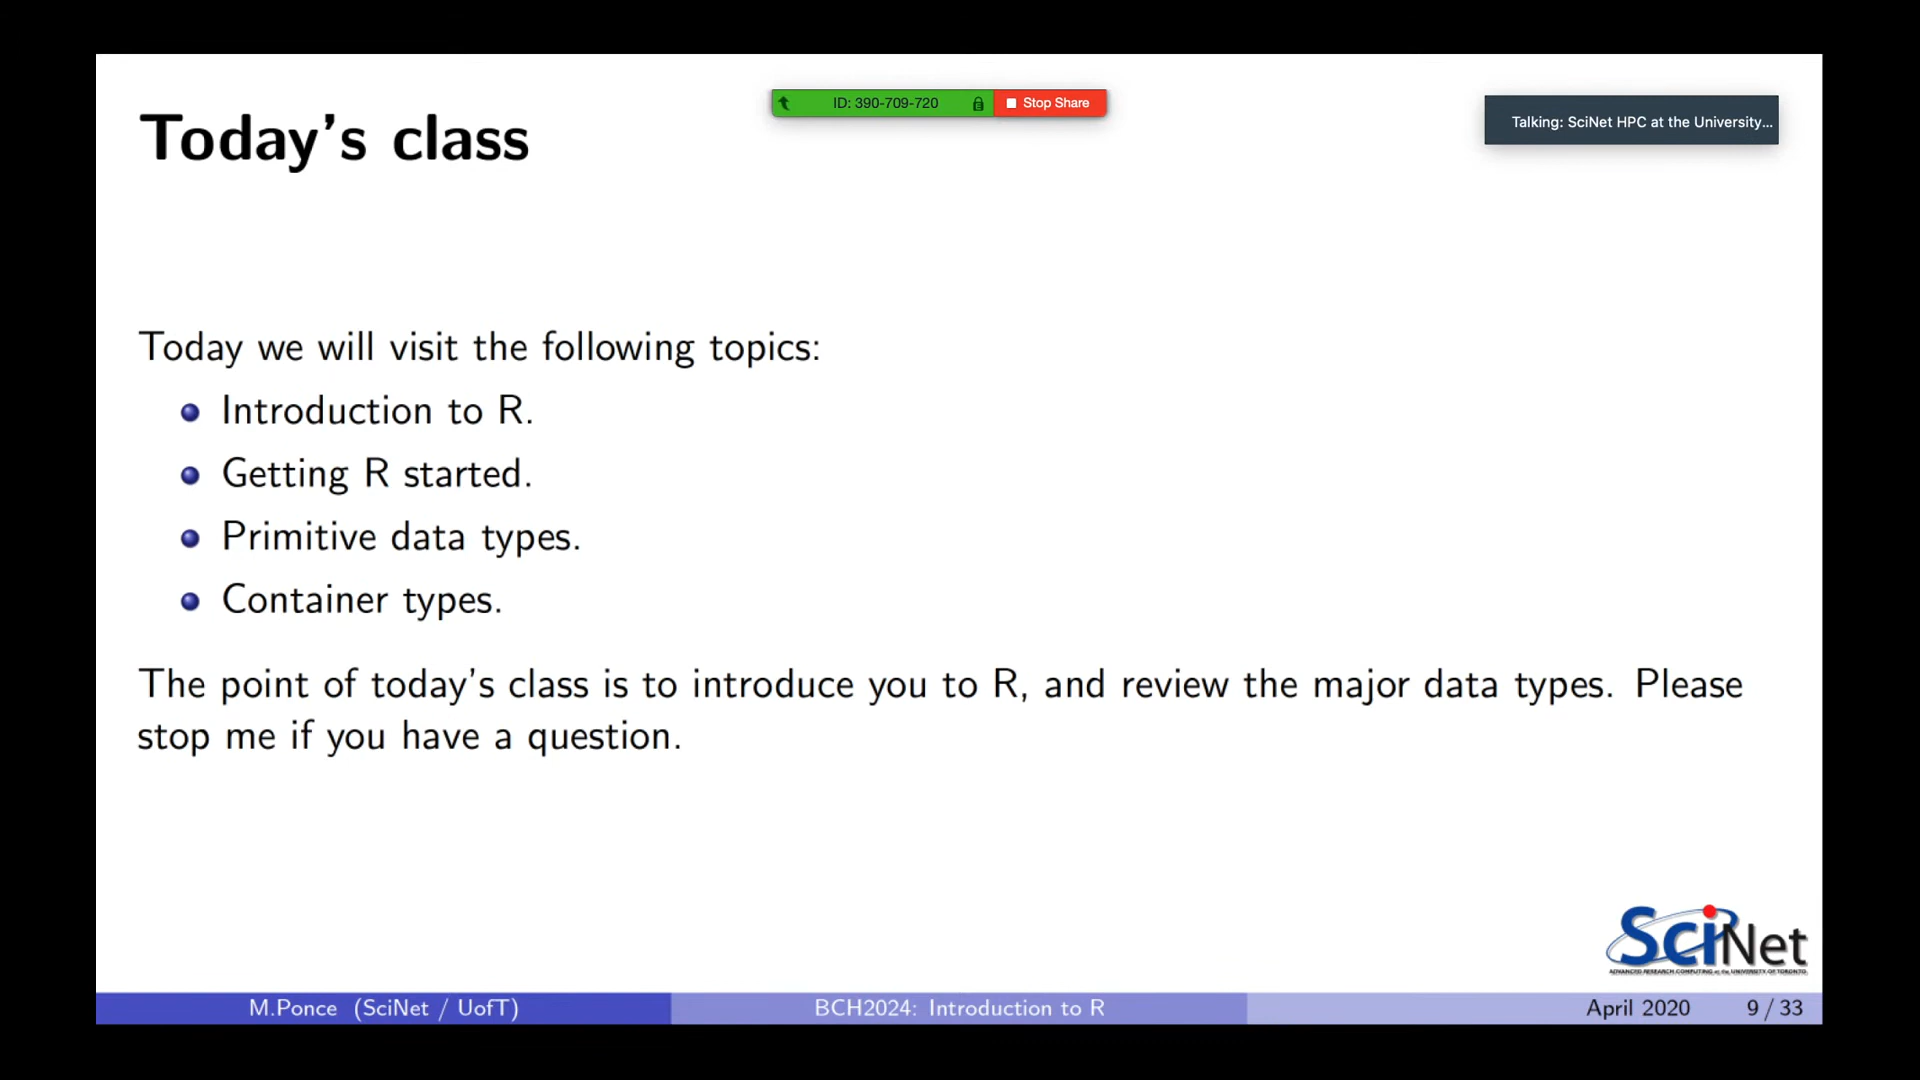 ID: 390-709-720
Stop Share
Today's class
Talking: SciNet HPC at the University...
Today we will visit the following topics:
Introduction to R.
Getting R started.
Primitive data types.
Container types.
The point of today's class is to introduce you to R, and review the major data types. Please
stop me if you have a question.
SciNet
ADVANCED RESEARCH COMPUTING at the UNIVERSITY OF TORONTO
M.Ponce (SciNet / UofT)
BCH2024: Introduction to R
April 2020
9 / 33